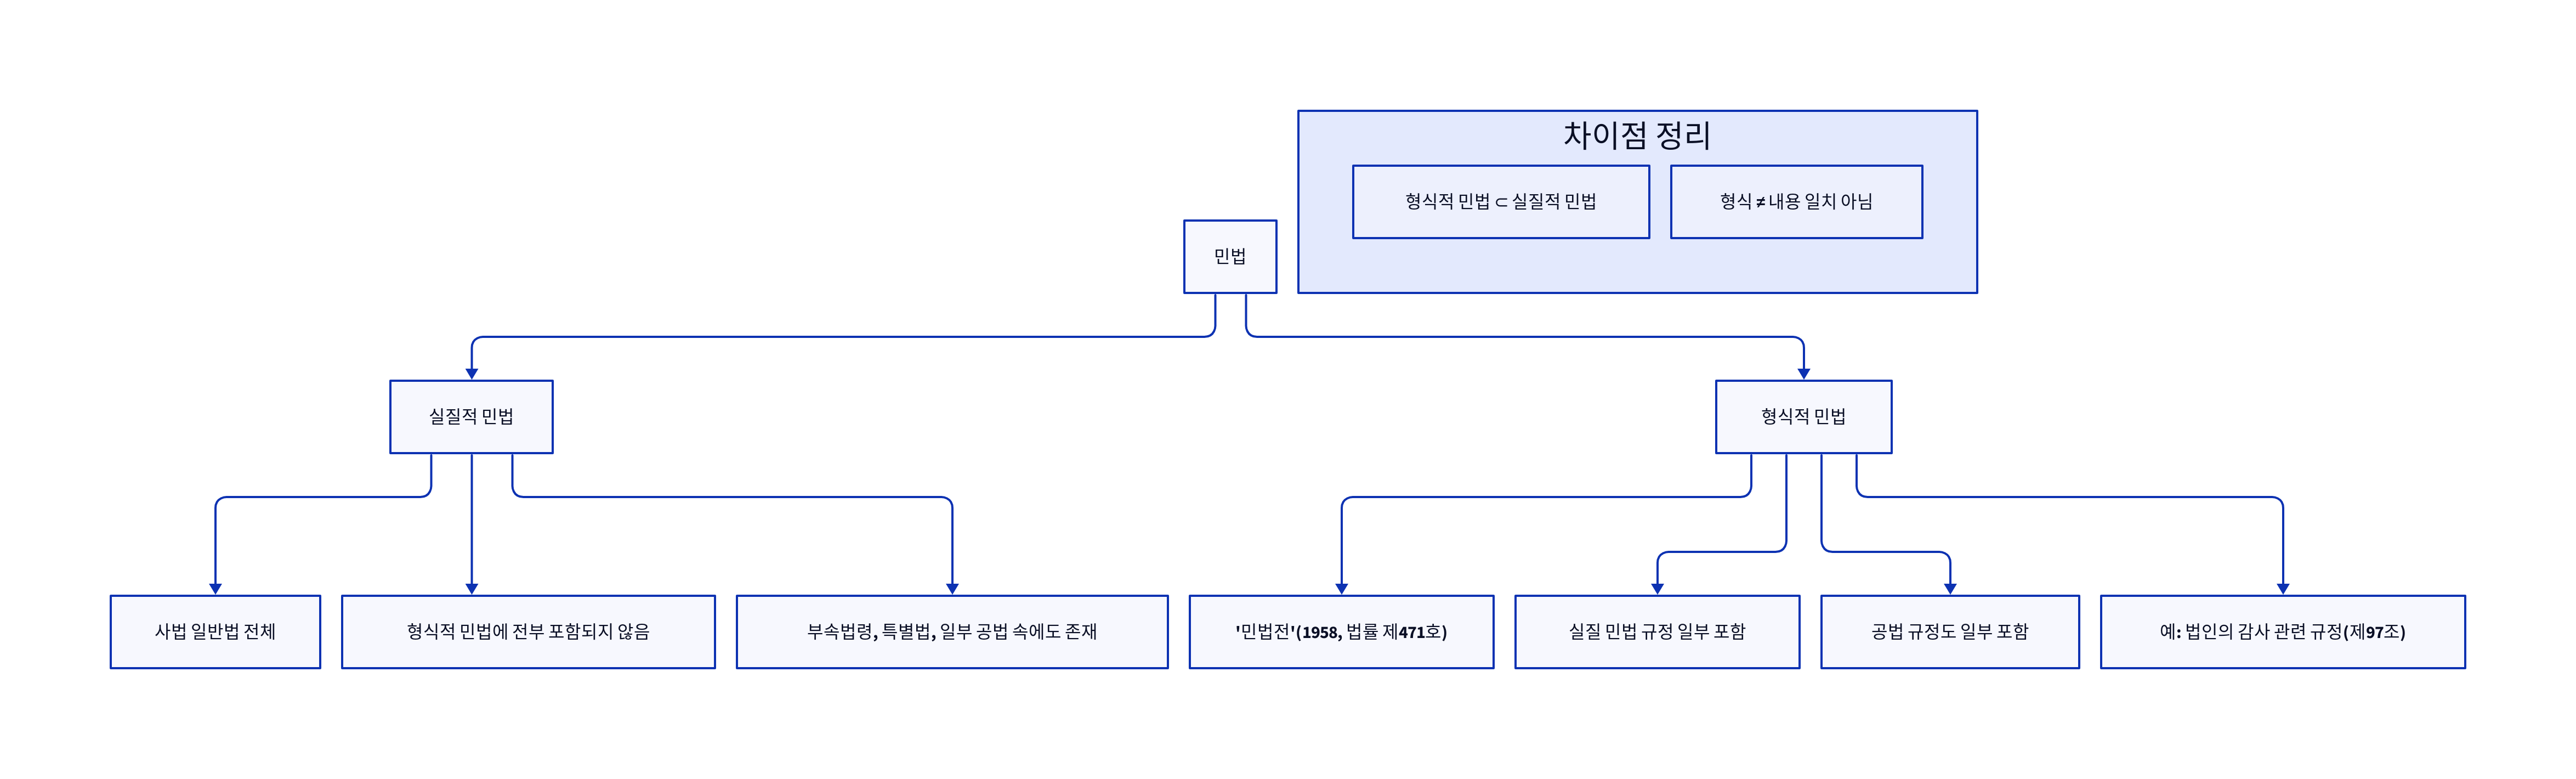 차이점 정리
형식적 민법 ⊂ 실질적 민법
형식 ≠ 내용 일치 아님
민법
실질적 민법
형식적 민법
사법 일반법 전체
형식적 민법에 전부 포함되지 않음
부속법령, 특별법, 일부 공법 속에도 존재
'민법전'(1958, 법률 제471호)
실질 민법 규정 일부 포함
공법 규정도 일부 포함
예: 법인의 감사 관련 규정(제97조)